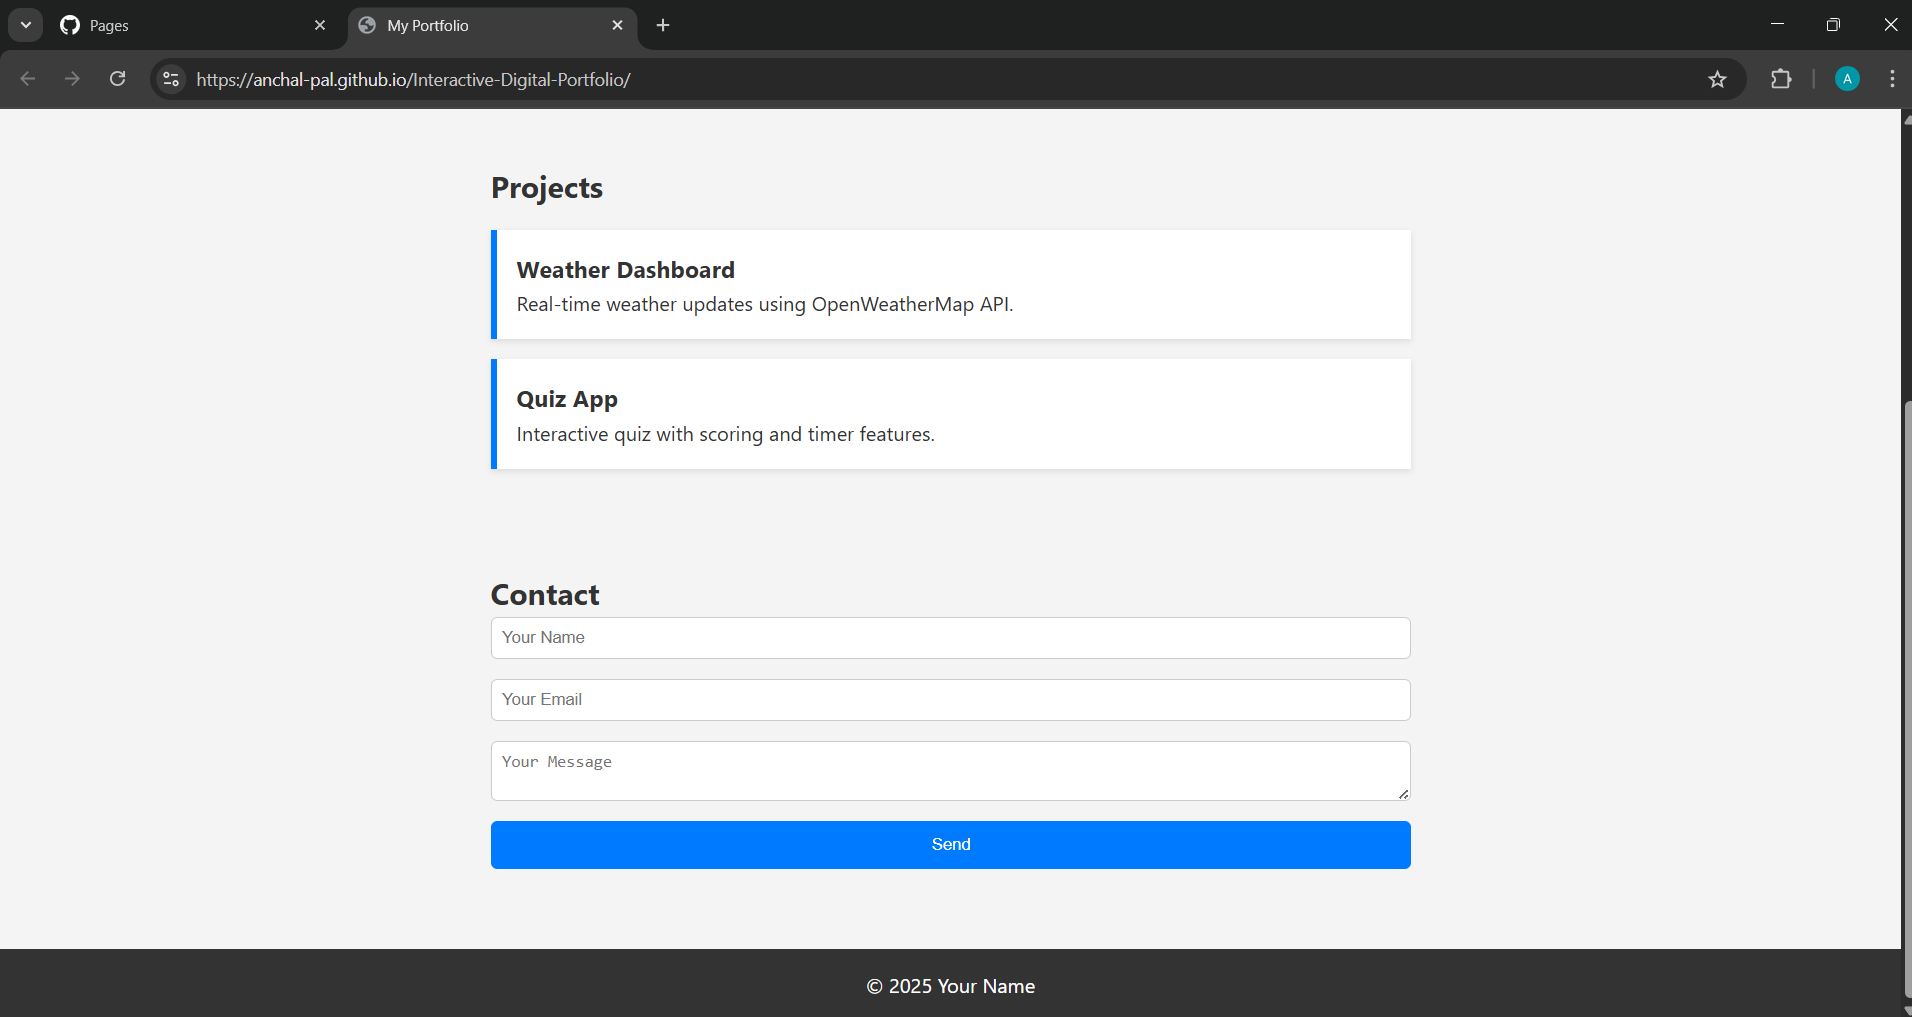 Pages
My Portfolio
https://anchal-pal.github.io/Interactive-Digital-Portfolio/
A
Projects
Weather Dashboard
Real-time weather updates using OpenWeatherMap API.
Quiz App
Interactive quiz with scoring and timer features.
Contact
Your Name
Your Email
Your Message
Send
© 2025 Your Name